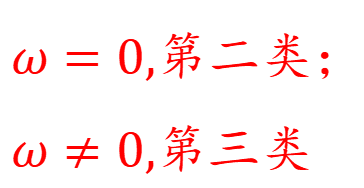 ω = 0,第二类;
ω ≠ 0,第三类